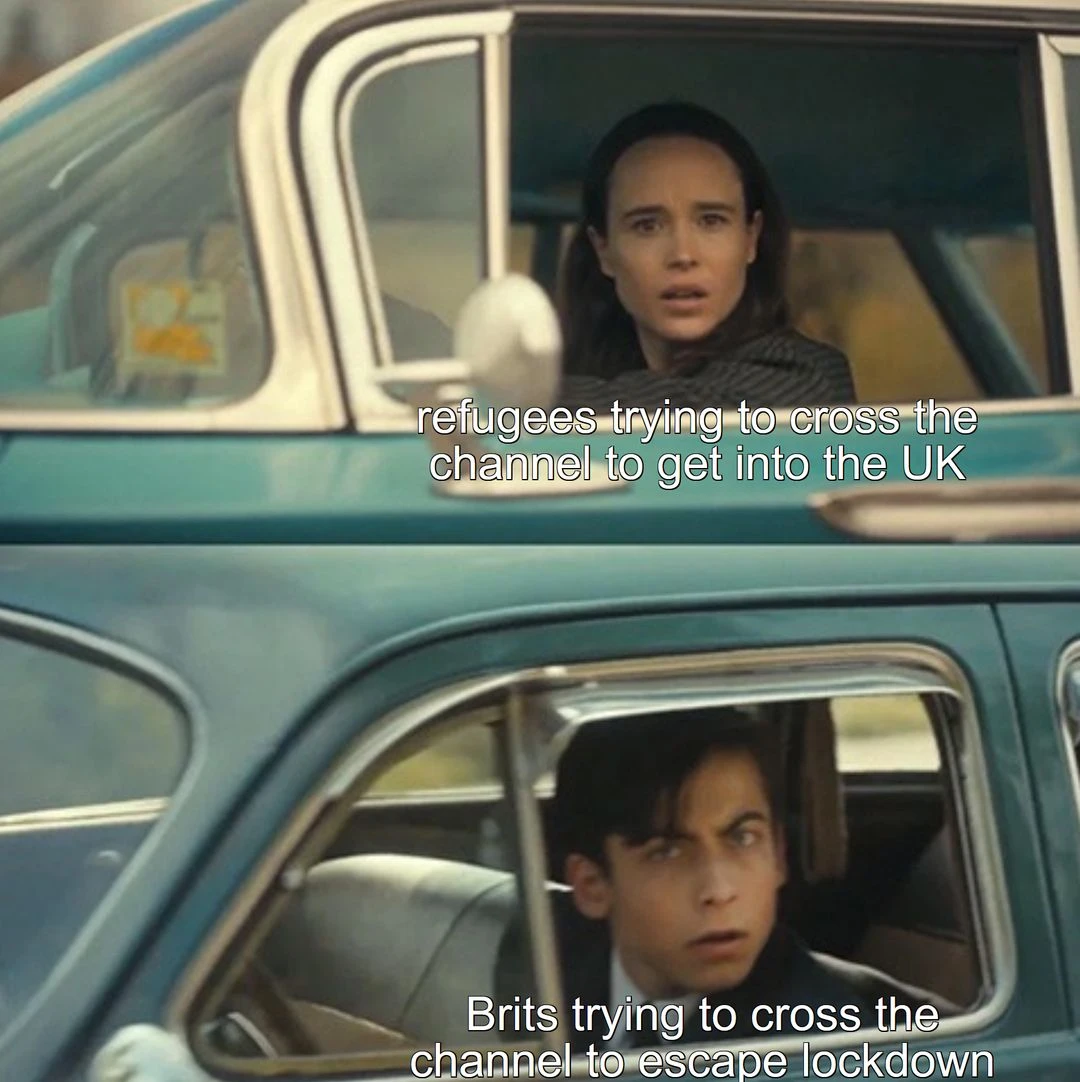 refugees trying to cross the
channel to get into the UK
Brits trying to cross the
channel to escape lockdown